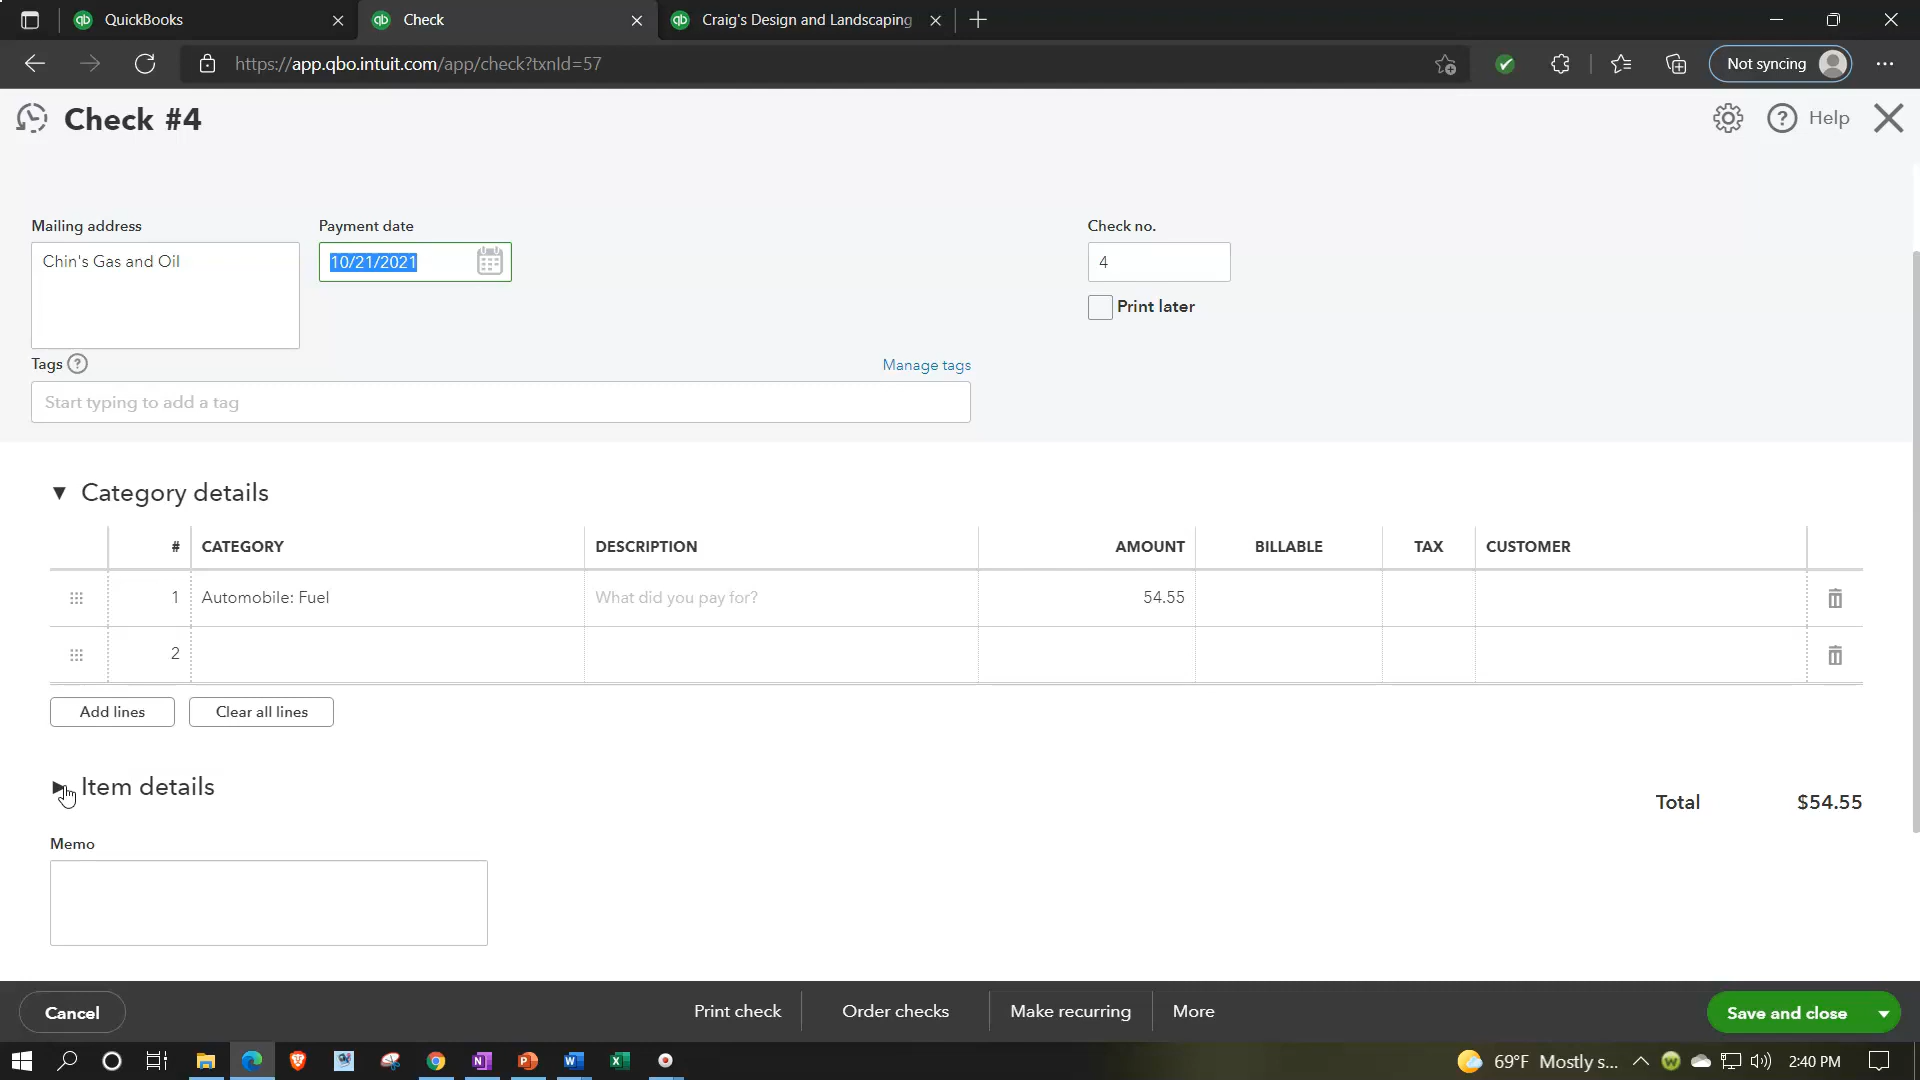 QuickBooks
Check
Craig's Design and Landscaping
https://app.qbo.intuit.com/app/check?txnId=57
Not syncing
Check #4
Help
Mailing address
Payment date
Check no.
Chin's Gas and Oil
10/21/2021
4
Print later
Tags
Manage tags
Start typing to add a tag
Category details
# CATEGORY DESCRIPTION AMOUNT BILLABLE TAX CUSTOMER
1 Automobile: Fuel What did you pay for? 54.55
2
Add lines
Clear all lines
Item details
Total $54.55
Memo
Cancel
Print check
Order checks
Make recurring
More
Save and close
69°F Mostly s...
2:40 PM